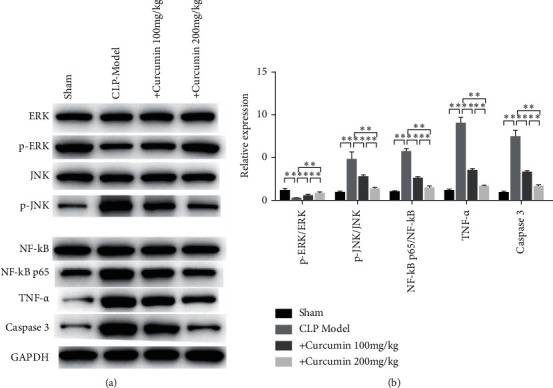 Sham
CLP-Model
+Curcumin 100mg/kg
+Curcumin 200mg/kg
ERK
p-ERK
JNK
p-JNK
NF-kB
NF-kB p65
TNF-α
Caspase 3
GAPDH
(a)
Relative expression
15
10
0
0
** ** ** **
** ** ** **
** ** ** **
** ** ** **
** ** ** **
p-ERK/ERK
p-JNK/JNK
NF-kB p65/NF-kB
TNF-α
Caspase 3
Sham
CLP Model
+Curcumin 100mg/kg
+Curcumin 200mg/kg
(b)